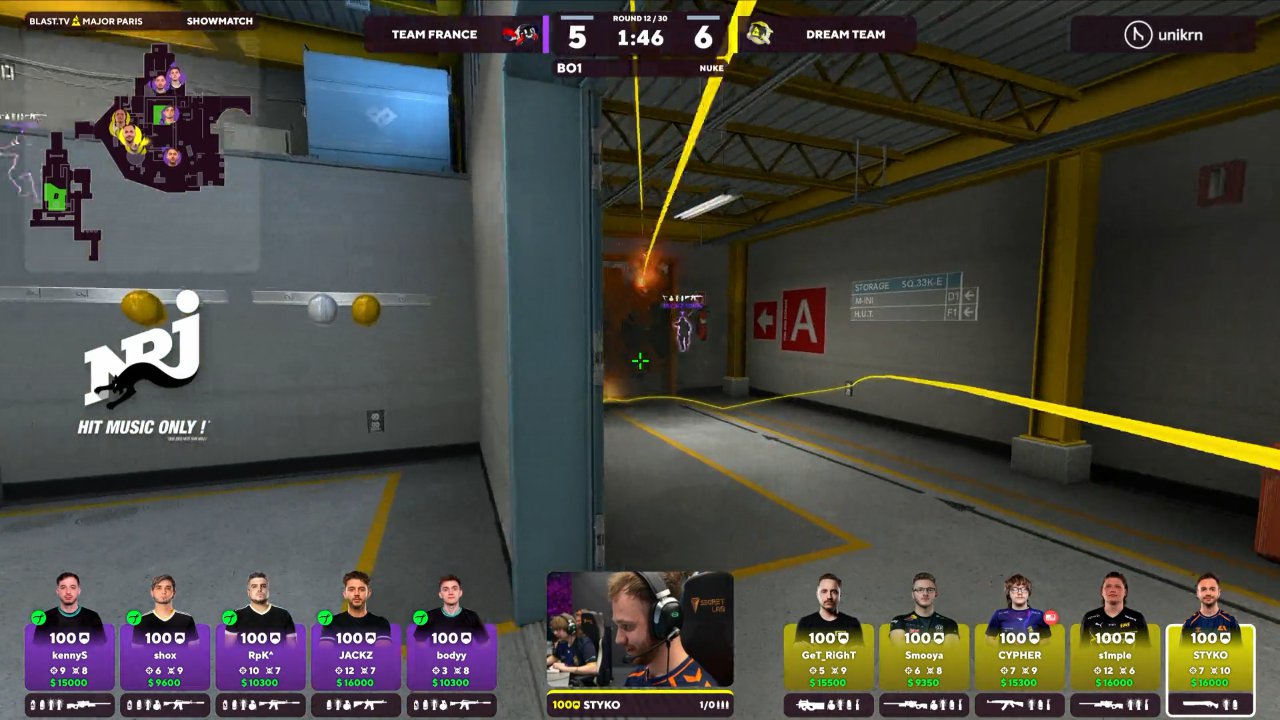 BLAST.TV MAJOR PARIS
SHOWMATCH
TEAM FRANCE
5
ROUND 12 / 30
1:46
6
DREAM TEAM
unikrn
BO1
NUKE
STORAGE SQ.33K-E
M-INI D1
H.U.T. F1
A
NRJ
HIT MUSIC ONLY !
SECRET LAB
100 kennyS 9 8 $15000
100 shox 6 9 $9600
100 RpK^ 10 7 $10300
100 JACKZ 12 7 $16000
100 bodyy 3 8 $10300
100 STYKO 1/0
100 GeT_RiGhT 5 9 $15500
100 Smooya 6 8 $9350
100 CYPHER 7 9 $15300
100 s1mple 12 6 $16000
100 STYKO 7 10 $16000